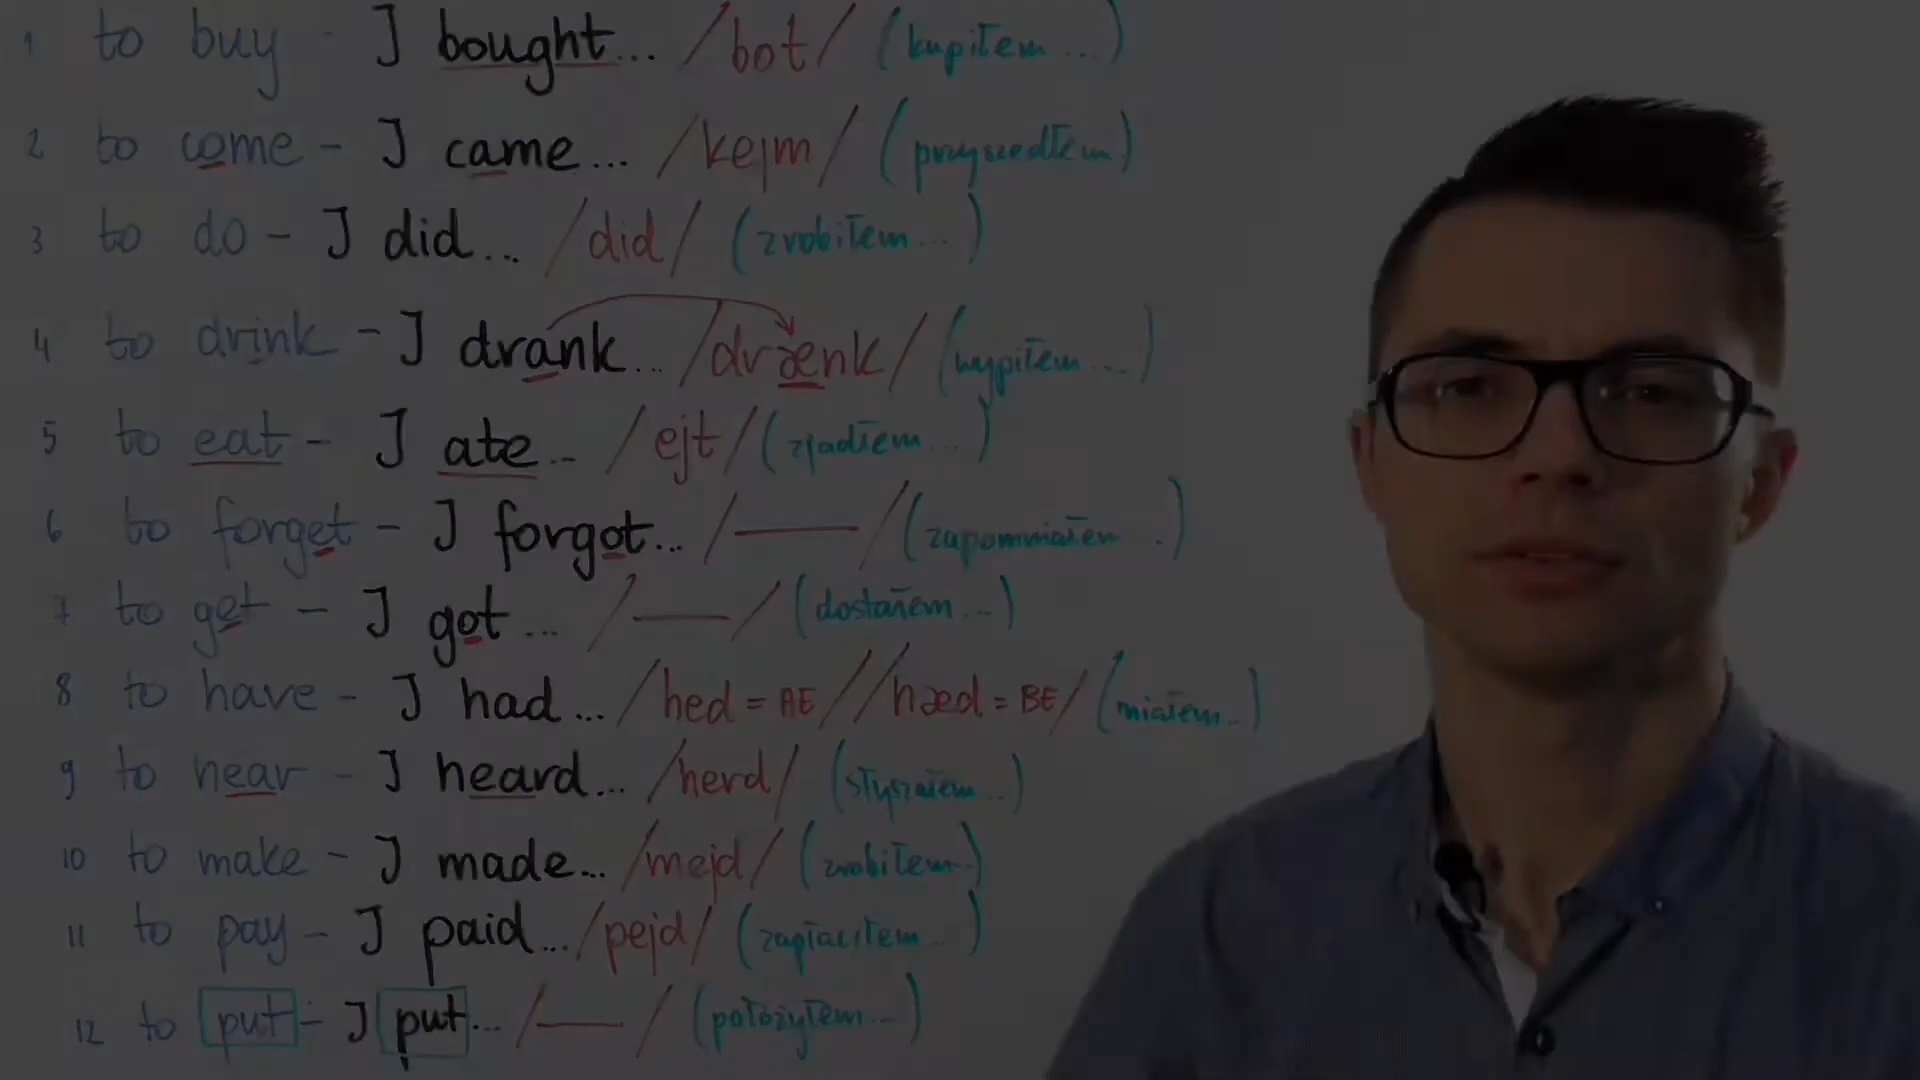 1 to buy - I bought... /bot/ (kupiłem ...)
2 to come - I came... /kejm/ (przyszedłem.)
3 to do - I did... /did/ (zrobiłem...)
4 to drink - I drank... /drænk/ (wypiłem ...)
5 to eat - I ate... /ejt/ (zjadłem ...)
6 to forget - I forgot... /——/ (zapomniałem .)
7 to get - I got ... /——/ (dostałem ...)
8 to have - I had ... /hed = AE/ /hæd = BE/ (miałem..)
9 to hear - I heard... /herd/ (słyszałem ..)
10 to make - I made... /mejd/ (zrobiłem.)
11 to pay - I paid... /pejd/ (zapłaciłem ..)
12 to put - I put... /——/ (położyłem...)